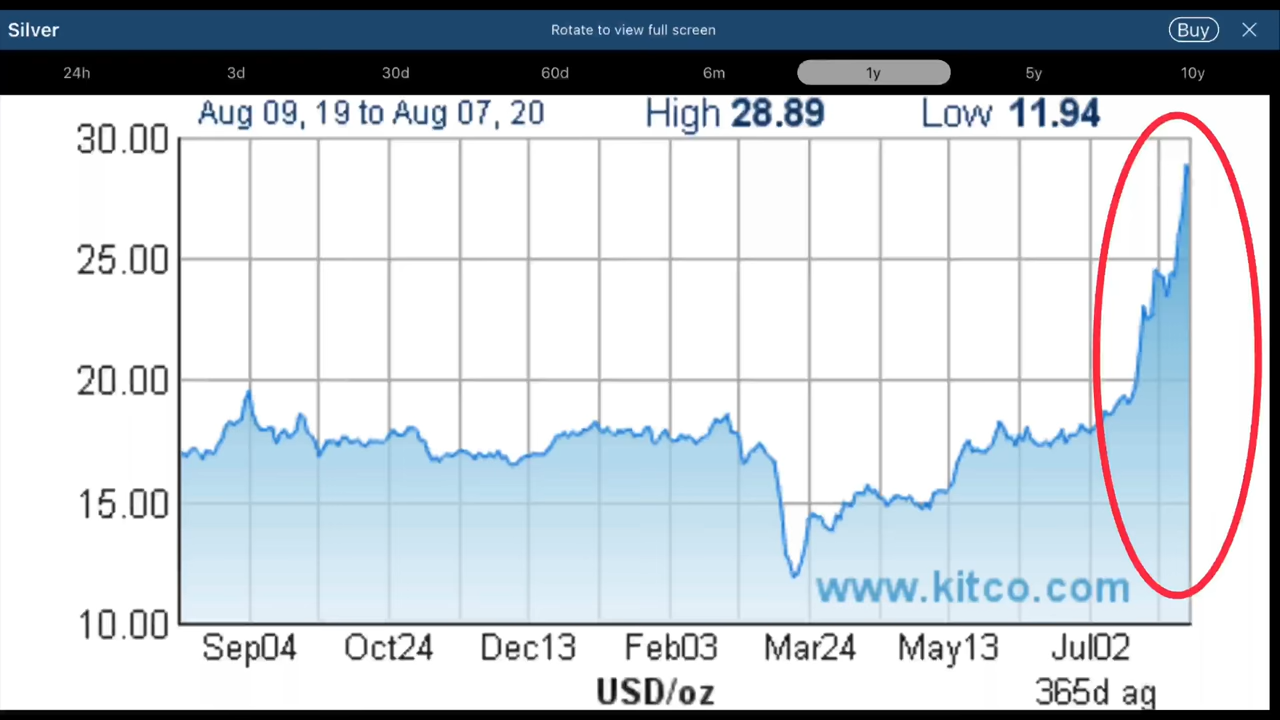 Silver Rotate to view full screen Buy
24h 3d 30d 60d 6m 1y 5y 10y
Aug 09, 19 to Aug 07, 20 High 28.89 Low 11.94
30.00
25.00
20.00
15.00
www.kitco.com
10.00
Sep04 Oct24 Dec13 Feb03 Mar24 May13 Jul02
USD/oz 365d ag